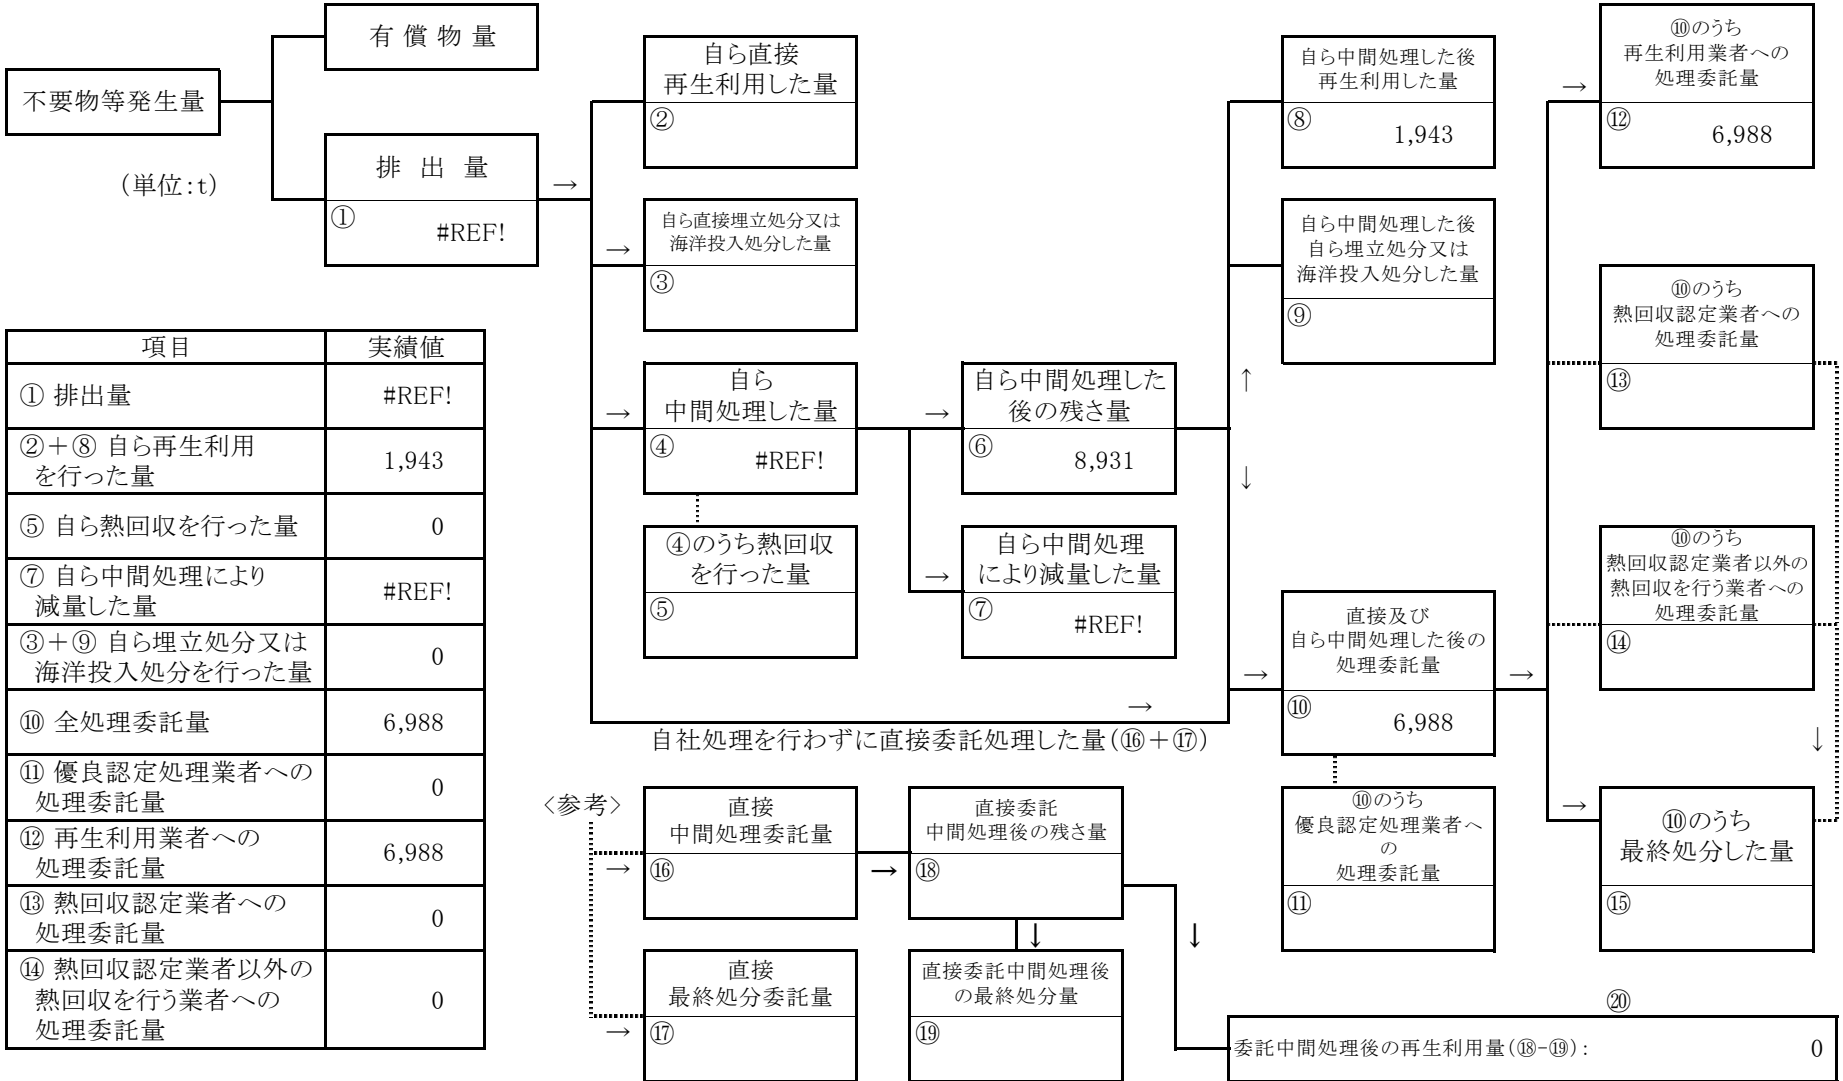 不要物等発生量
有 償 物 量
(単位:t)
排 出 量
→
①
#REF!
自ら直接
再生利用した量
②
→
自ら直接埋立処分又は
海洋投入処分した量
③
→
自ら
中間処理した量
④
#REF!
④のうち熱回収
を行った量
⑤
→
自ら中間処理した
後の残さ量
⑥
8,931
→
自ら中間処理
により減量した量
⑦
#REF!
自ら中間処理した後
再生利用した量
⑧
1,943
自ら中間処理した後
自ら埋立処分又は
海洋投入処分した量
⑨
↑
↓
→
自社処理を行わずに直接委託処理した量(⑯+⑰)
→
直接及び
自ら中間処理した後の
処理委託量
⑩
6,988
⑩のうち
優良認定処理業者へ
の
処理委託量
⑪
→
→
⑩のうち
再生利用業者への
処理委託量
⑫
6,988
⑩のうち
熱回収認定業者への
処理委託量
⑬
⑩のうち
熱回収認定業者以外の
熱回収を行う業者への
処理委託量
⑭
↓
→
⑩のうち
最終処分した量
⑮
項目 実績値
① 排出量 #REF!
②+⑧ 自ら再生利用
を行った量 1,943
⑤ 自ら熱回収を行った量 0
⑦ 自ら中間処理により
減量した量 #REF!
③+⑨ 自ら埋立処分又は
海洋投入処分を行った量 0
⑩ 全処理委託量 6,988
⑪ 優良認定処理業者への
処理委託量 0
⑫ 再生利用業者への
処理委託量 6,988
⑬ 熱回収認定業者への
処理委託量 0
⑭ 熱回収認定業者以外の
熱回収を行う業者への
処理委託量 0
<参考>
→
直接
中間処理委託量
⑯
→
直接委託
中間処理後の残さ量
⑱
↓
↓
→
直接
最終処分委託量
⑰
直接委託中間処理後
の最終処分量
⑲
⑳
委託中間処理後の再生利用量(⑱-⑲): 0